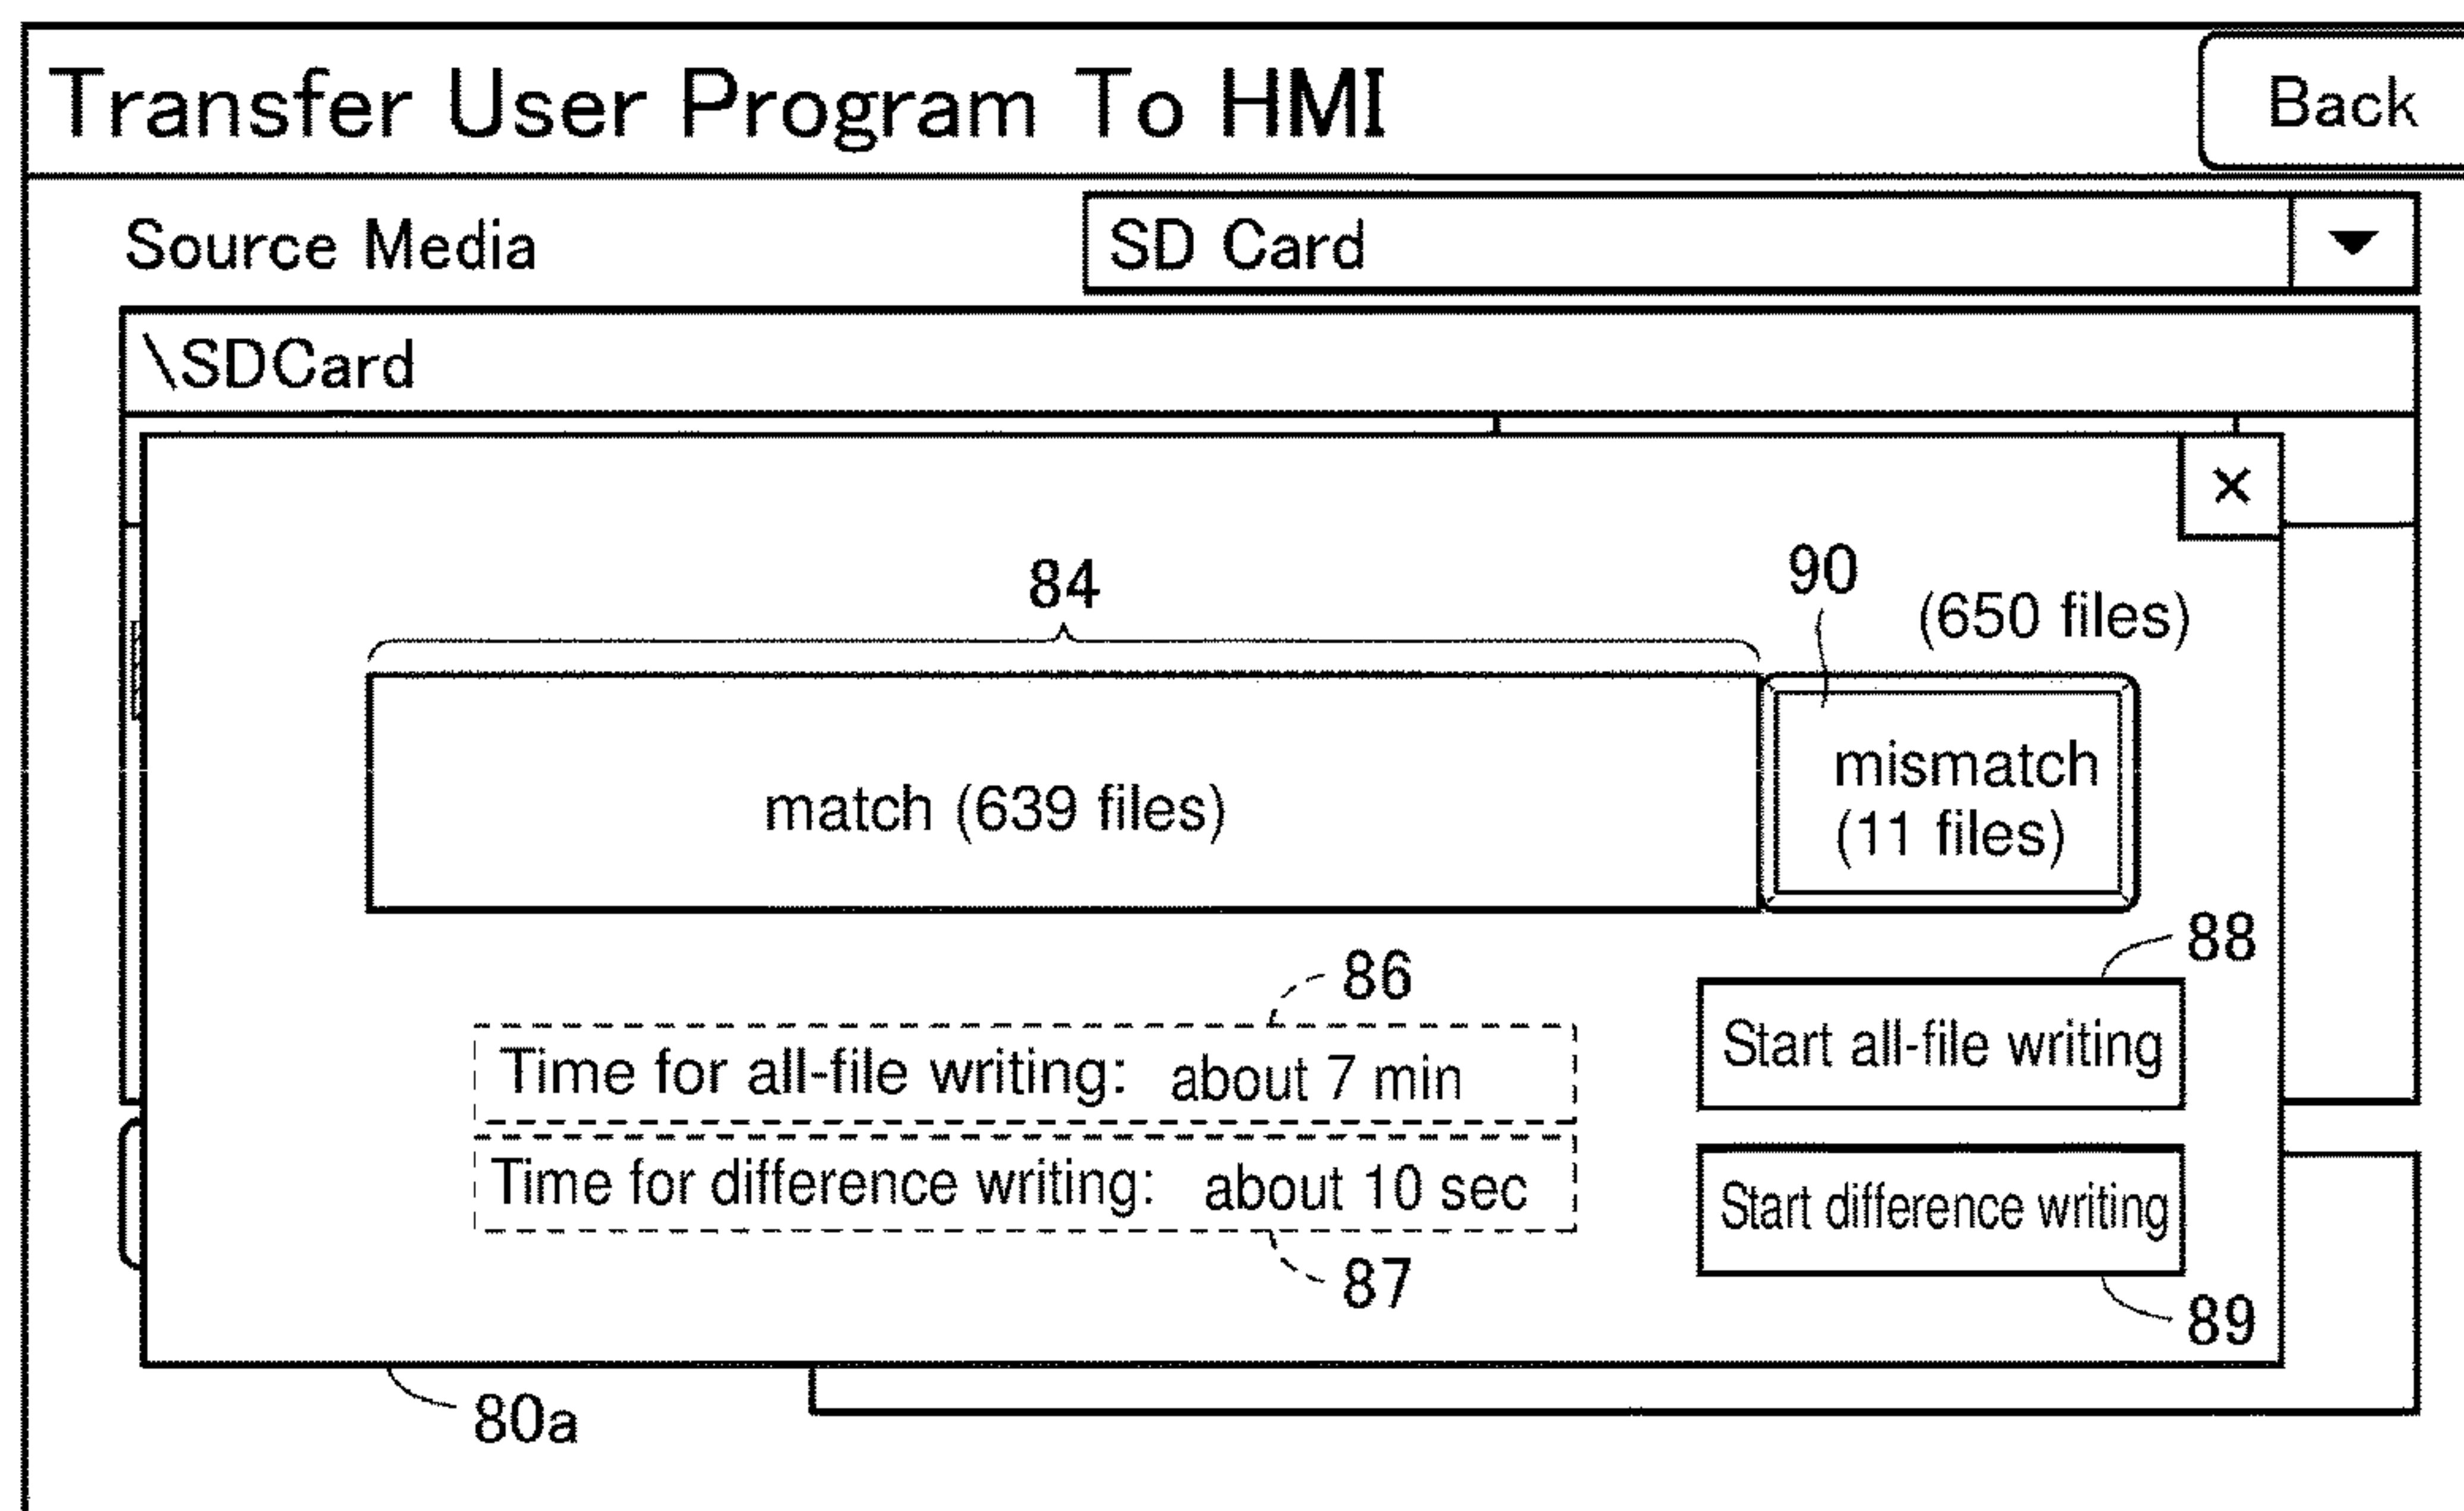 Transfer User Program To HMI
Back
Source Media
SD Card
\SDCard
×
84
90
(650 files)
match (639 files)
mismatch
(11 files)
88
86
Start all-file writing
Time for all-file writing: about 7 min
Time for difference writing: about 10 sec
Start difference writing
87
89
80a